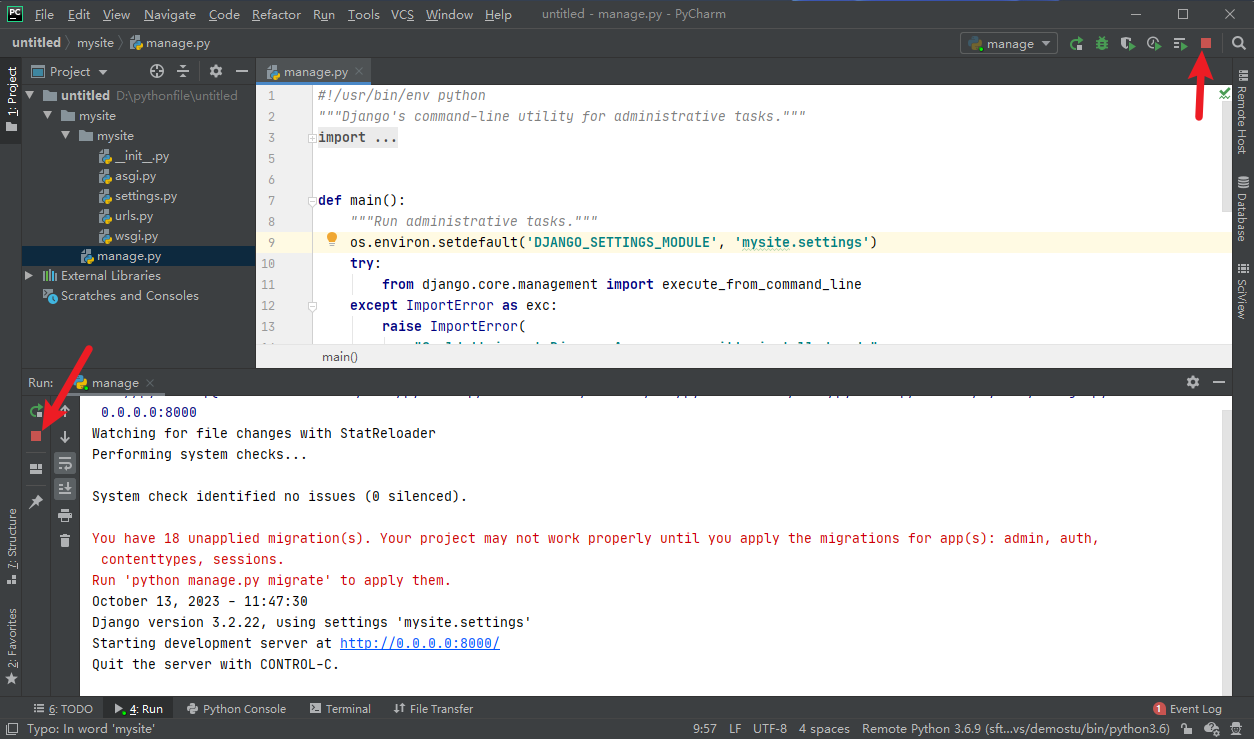 PC File Edit View Navigate Code Refactor Run Tools VCS Window Help untitled - manage.py - PyCharm
untitled mysite manage.py manage
Project
manage.py
1: Project
untitled D:\pythonfile\untitled
mysite
mysite
__init__.py
asgi.py
settings.py
urls.py
wsgi.py
manage.py
External Libraries
Scratches and Consoles
1 #!/usr/bin/env python
2 """Django's command-line utility for administrative tasks."""
3 import ...
5
6
7 def main():
8 """Run administrative tasks."""
9 os.environ.setdefault('DJANGO_SETTINGS_MODULE', 'mysite.settings')
10 try:
11 from django.core.management import execute_from_command_line
12 except ImportError as exc:
13 raise ImportError(
main()
Remote Host
Database
SciView
Run: manage
0.0.0.0:8000
Watching for file changes with StatReloader
Performing system checks...
System check identified no issues (0 silenced).
You have 18 unapplied migration(s). Your project may not work properly until you apply the migrations for app(s): admin, auth,
contenttypes, sessions.
Run 'python manage.py migrate' to apply them.
October 13, 2023 - 11:47:30
Django version 3.2.22, using settings 'mysite.settings'
Starting development server at http://0.0.0.0:8000/
Quit the server with CONTROL-C.
7: Structure
2: Favorites
6: TODO 4: Run Python Console Terminal File Transfer 1 Event Log
Typo: In word 'mysite' 9:57 LF UTF-8 4 spaces Remote Python 3.6.9 (sft...vs/demostu/bin/python3.6)